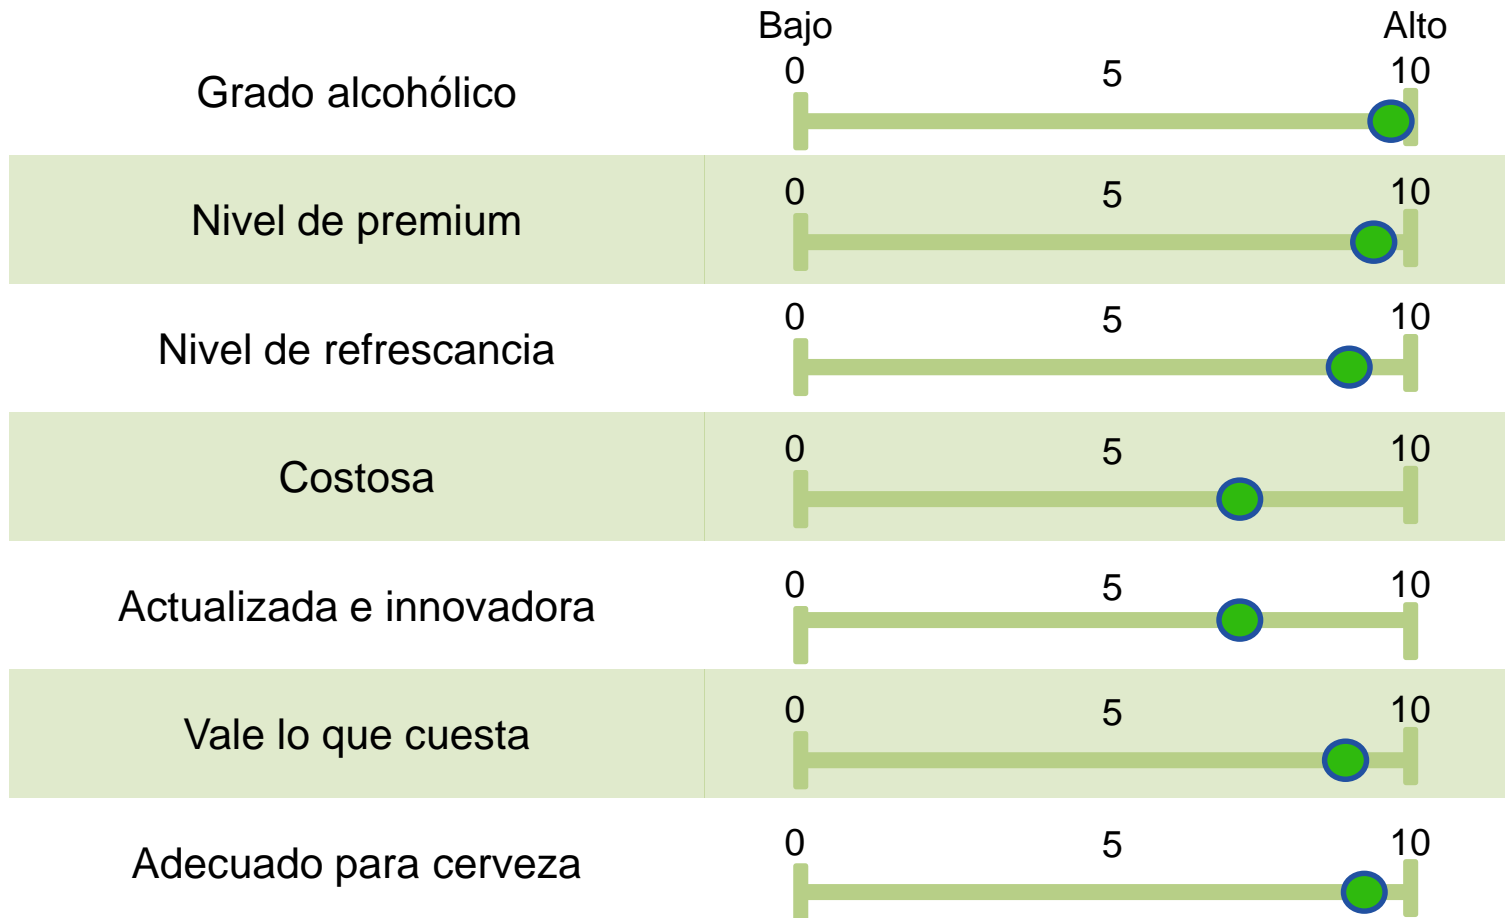 Bajo Alto
0 5 10
Grado alcohólico
0 5 10
Nivel de premium
0 5 10
Nivel de refrescancia
0 5 10
Costosa
0 5 10
Actualizada e innovadora
0 5 10
Vale lo que cuesta
0 5 10
Adecuado para cerveza